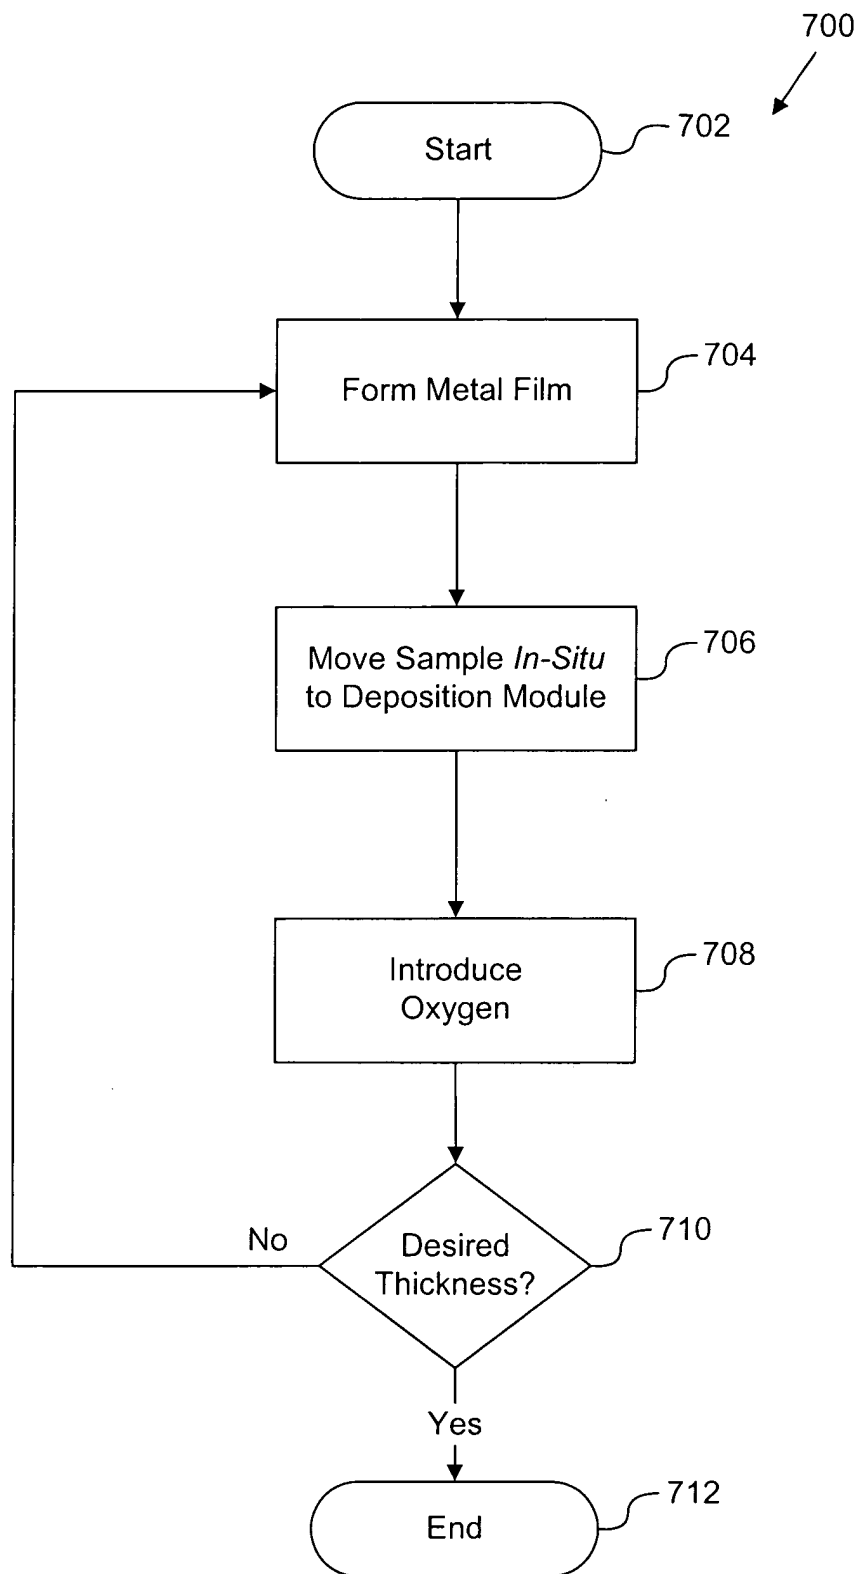 700
Start
702
Form Metal Film
704
Move Sample In-Situ
to Deposition Module
706
Introduce
Oxygen
708
Desired
Thickness?
710
No
Yes
End
712